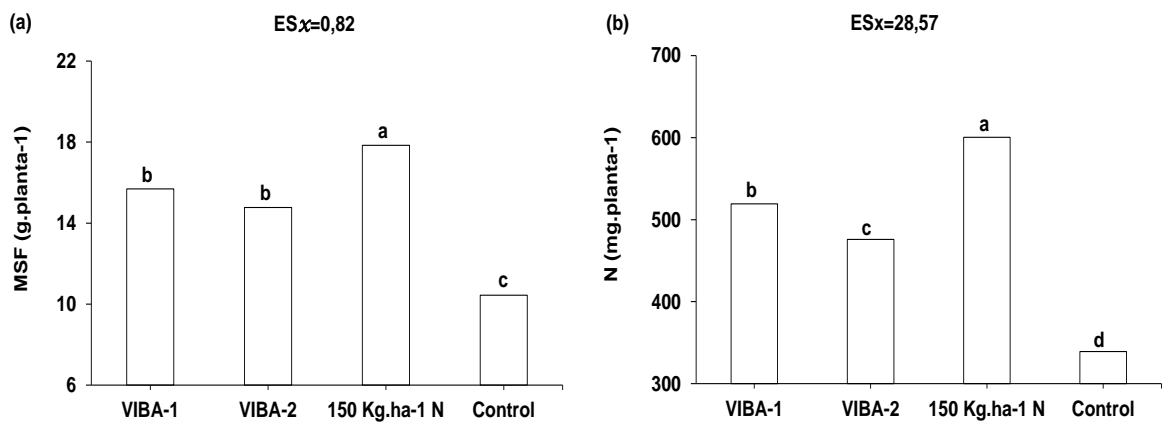 (a)
ESx=0,82
22
18
14
10
6
MSF (g.planta-1)
b
b
a
c
VIBA-1 VIBA-2 150 Kg.ha-1 N Control
(b)
ESx=28,57
700
600
500
400
300
N (mg.planta-1)
b
c
a
d
VIBA-1 VIBA-2 150 Kg.ha-1 N Control